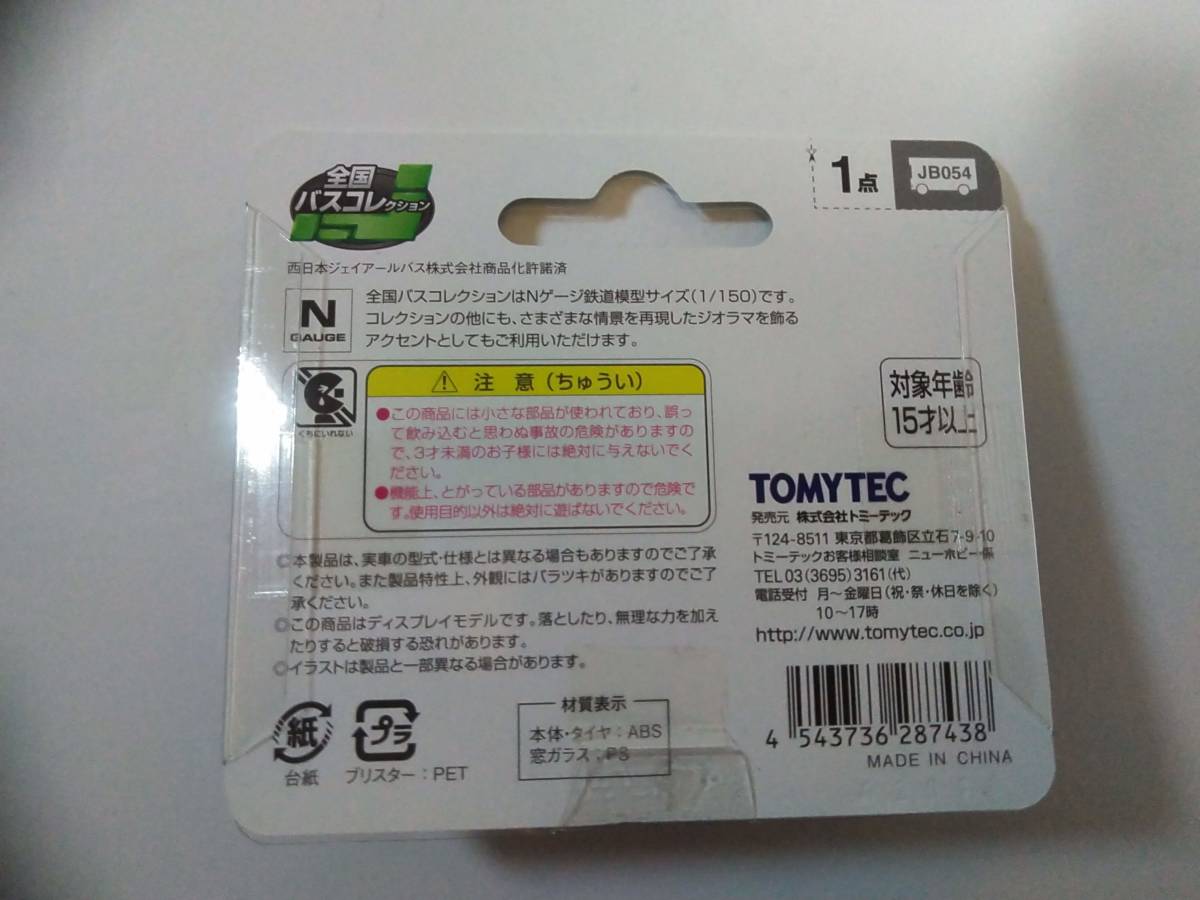 全国
バスコレクション
1点
JB054
西日本ジェイアールバス株式会社商品化許諾済
N
GAUGE
全国バスコレクションはNゲージ鉄道模型サイズ(1/150)です。
コレクションの他にも、さまざまな情景を再現したジオラマを飾る
アクセントとしてもご利用いただけます。
くちにいれない
注 意(ちゅうい)
●この商品には小さな部品が使われており、誤っ
て飲み込むと思わぬ事故の危険がありますの
で、3才未満のお子様には絶対に与えないでく
ださい。
●機能上、とがっている部品がありますので危険で
す。使用目的以外は絶対に遊ばないでください。
対象年齢
15才以上
◎本製品は、実車の型式・仕様とは異なる場合もありますのでご了承
ください。また製品特性上、外観にはバラツキがありますのでご了
承ください。
◎この商品はディスプレイモデルです。落としたり、無理な力を加え
たりすると破損する恐れがあります。
◎イラストは製品と一部異なる場合があります。
TOMYTEC
発売元 株式会社トミーテック
〒124-8511 東京都葛飾区立石7-9-10
トミーテックお客様相談室 ニューホビー係
TEL 03(3695)3161(代)
電話受付 月～金曜日(祝・祭・休日を除く)
10～17時
http://www.tomytec.co.jp
紙
台紙
プラ
ブリスター:PET
材質表示
本体・タイヤ:ABS
窓ガラス:PS
4 543736 287438
MADE IN CHINA